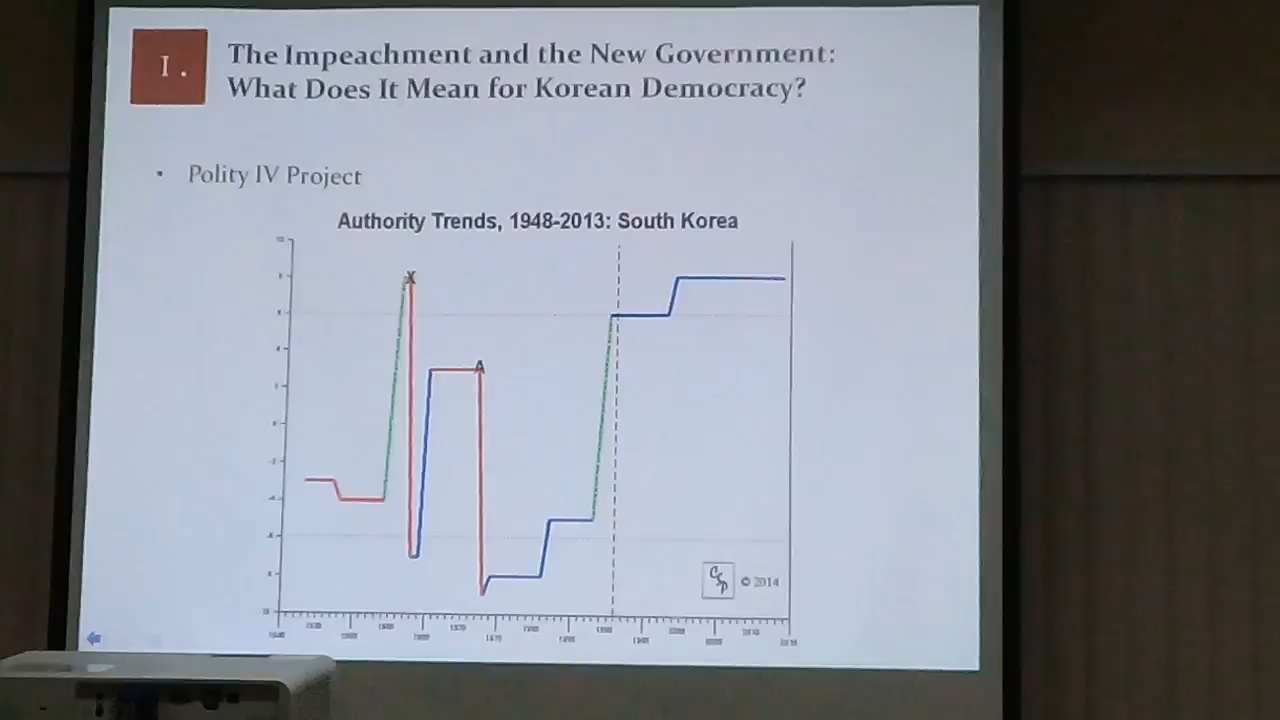 I.
The Impeachment and the New Government:
What Does It Mean for Korean Democracy?
• Polity IV Project
Authority Trends, 1948-2013: South Korea
X
A
CSP
© 2014